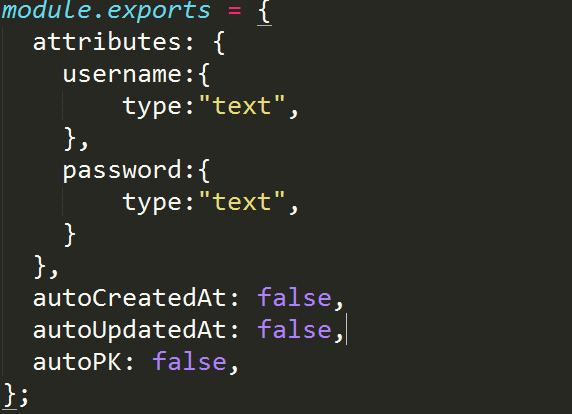 module.exports = {
attributes: {
username:{
type:"text",
},
password:{
type:"text",
}
},
autoCreatedAt: false,
autoUpdatedAt: false,
autoPK: false,
};